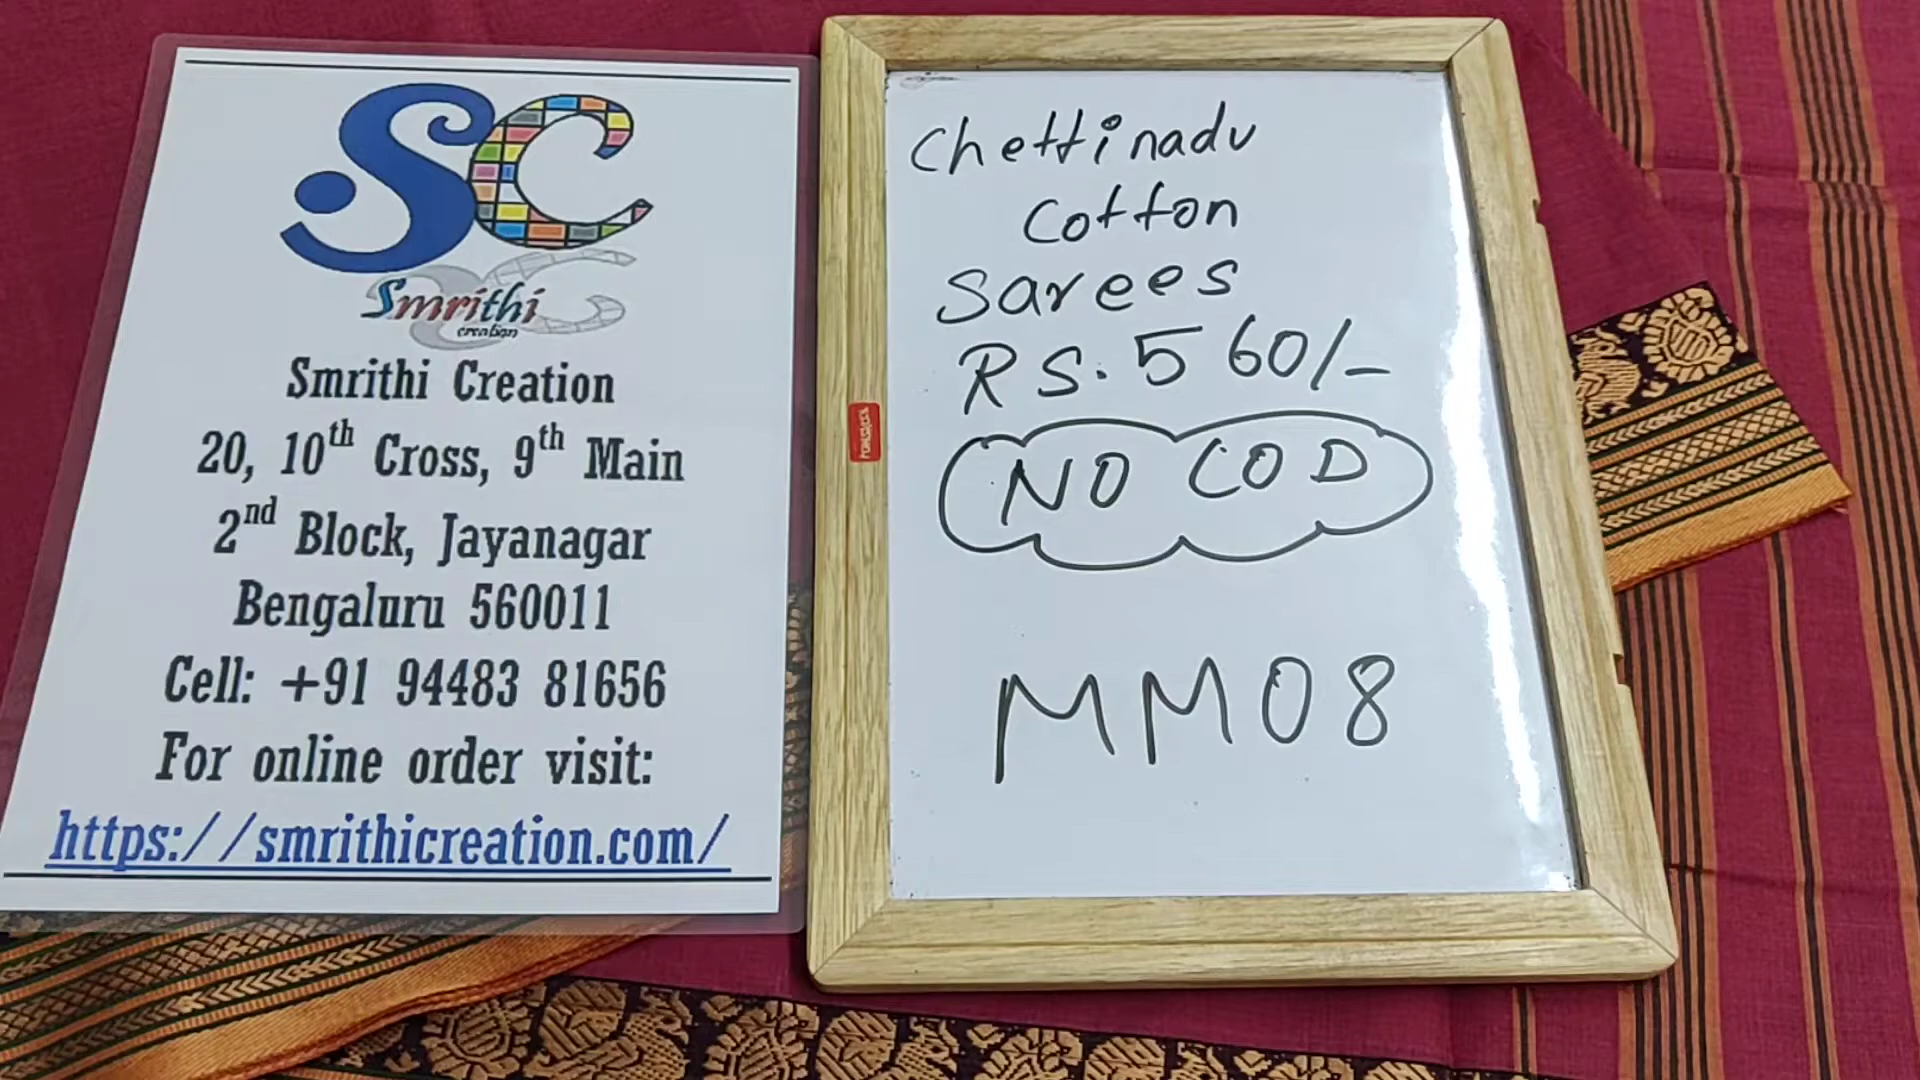 SC
Smrithi
creation
Smrithi Creation
20, 10th Cross, 9th Main
2nd Block, Jayanagar
Bengaluru 560011
Cell: +91 94483 81656
For online order visit:
https://smrithicreation.com/
Chettinadu
Cotton
Sarees
RS. 560/-
NO COD
MM08